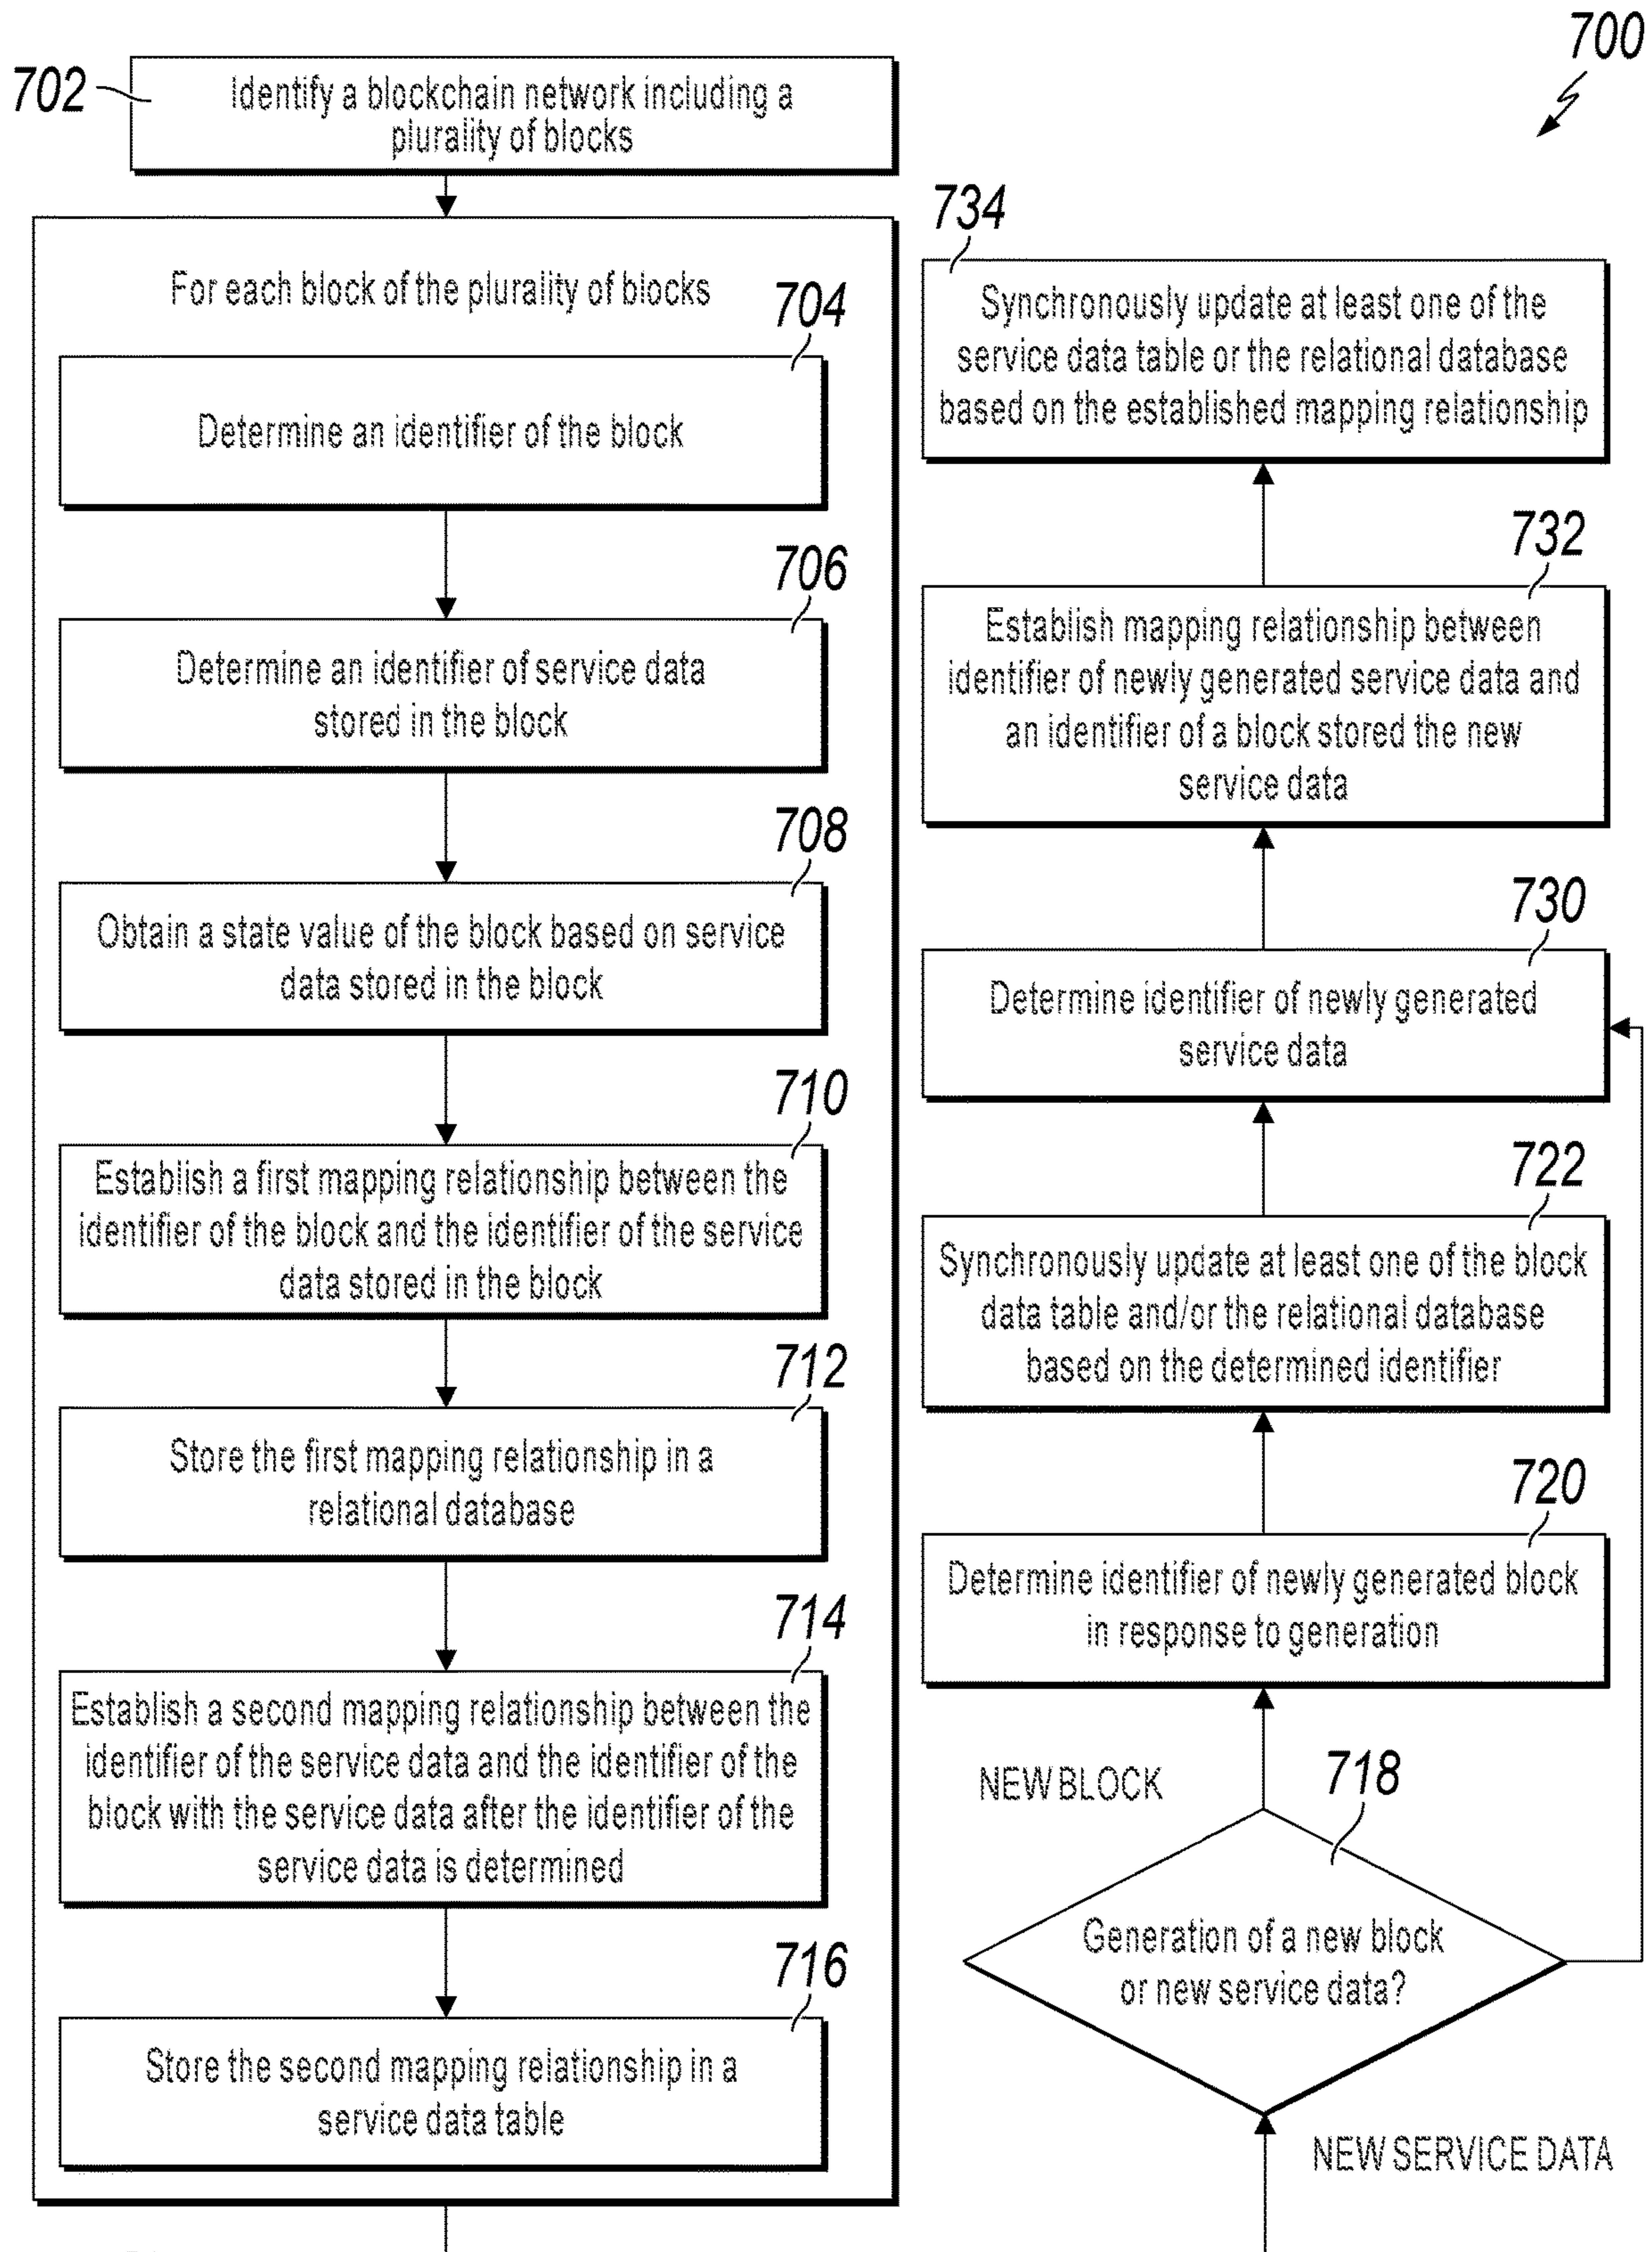 700
702
Identify a blockchain network including a
plurality of blocks
For each block of the plurality of blocks
704
Determine an identifier of the block
706
Determine an identifier of service data
stored in the block
708
Obtain a state value of the block based on service
data stored in the block
710
Establish a first mapping relationship between the
identifier of the block and the identifier of the service
data stored in the block
712
Store the first mapping relationship in a
relational database
714
Establish a second mapping relationship between the
identifier of the service data and the identifier of the
block with the service data after the identifier of the
service data is determined
716
Store the second mapping relationship in a
service data table
734
Synchronously update at least one of the
service data table or the relational database
based on the established mapping relationship
732
Establish mapping relationship between
identifier of newly generated service data and
an identifier of a block stored the new
service data
730
Determine identifier of newly generated
service data
722
Synchronously update at least one of the block
data table and/or the relational database
based on the determined identifier
720
Determine identifier of newly generated block
in response to generation
NEW BLOCK
718
Generation of a new block
or new service data?
NEW SERVICE DATA